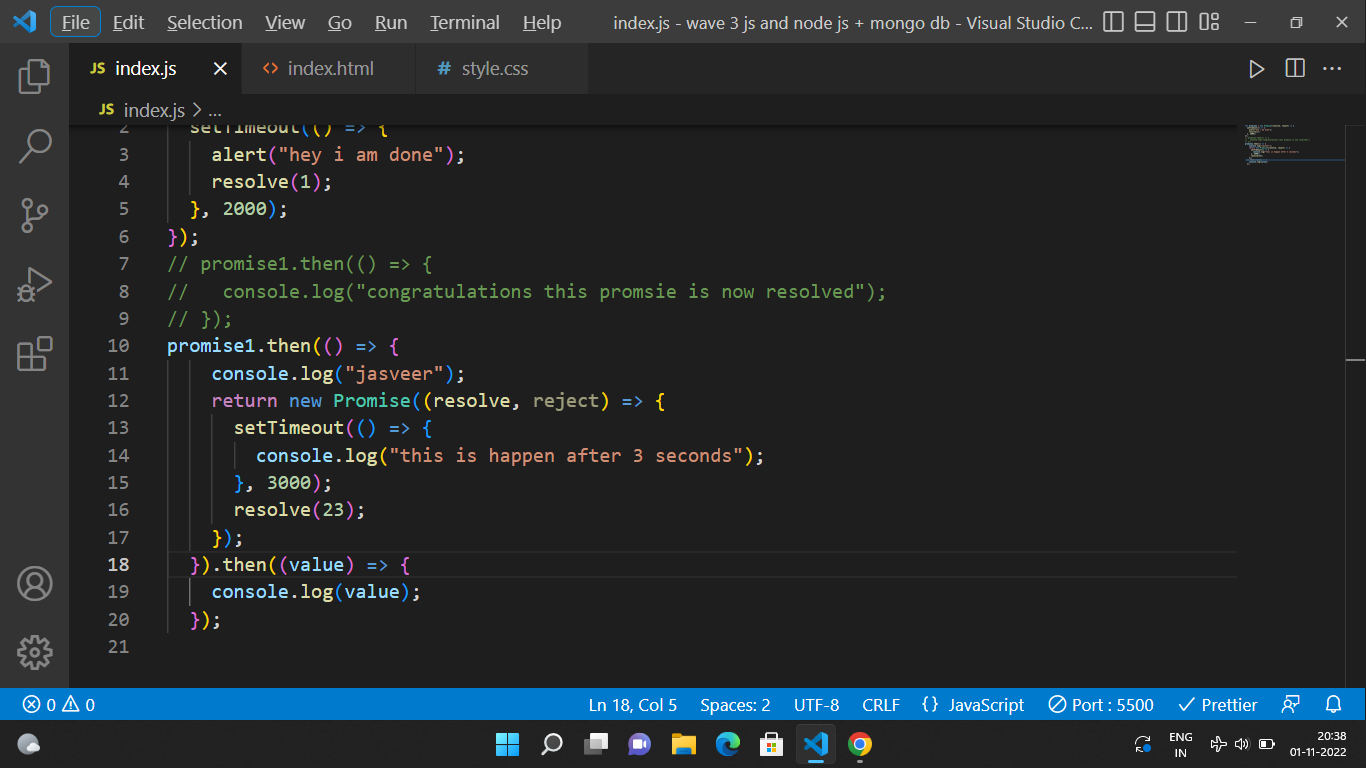 File Edit Selection View Go Run Terminal Help index.js - wave 3 js and node js + mongo db - Visual Studio C...
JS index.js index.html # style.css
JS index.js > ...
2 setTimeout(() => {
3 alert("hey i am done");
4 resolve(1);
5 }, 2000);
6 });
7 // promise1.then(() => {
8 //   console.log("congratulations this promsie is now resolved");
9 // });
10 promise1.then(() => {
11 console.log("jasveer");
12 return new Promise((resolve, reject) => {
13 setTimeout(() => {
14 console.log("this is happen after 3 seconds");
15 }, 3000);
16 resolve(23);
17 });
18 }).then((value) => {
19 console.log(value);
20 });
21
0 0 Ln 18, Col 5 Spaces: 2 UTF-8 CRLF {} JavaScript Port : 5500 Prettier
ENG 20:38
IN 01-11-2022